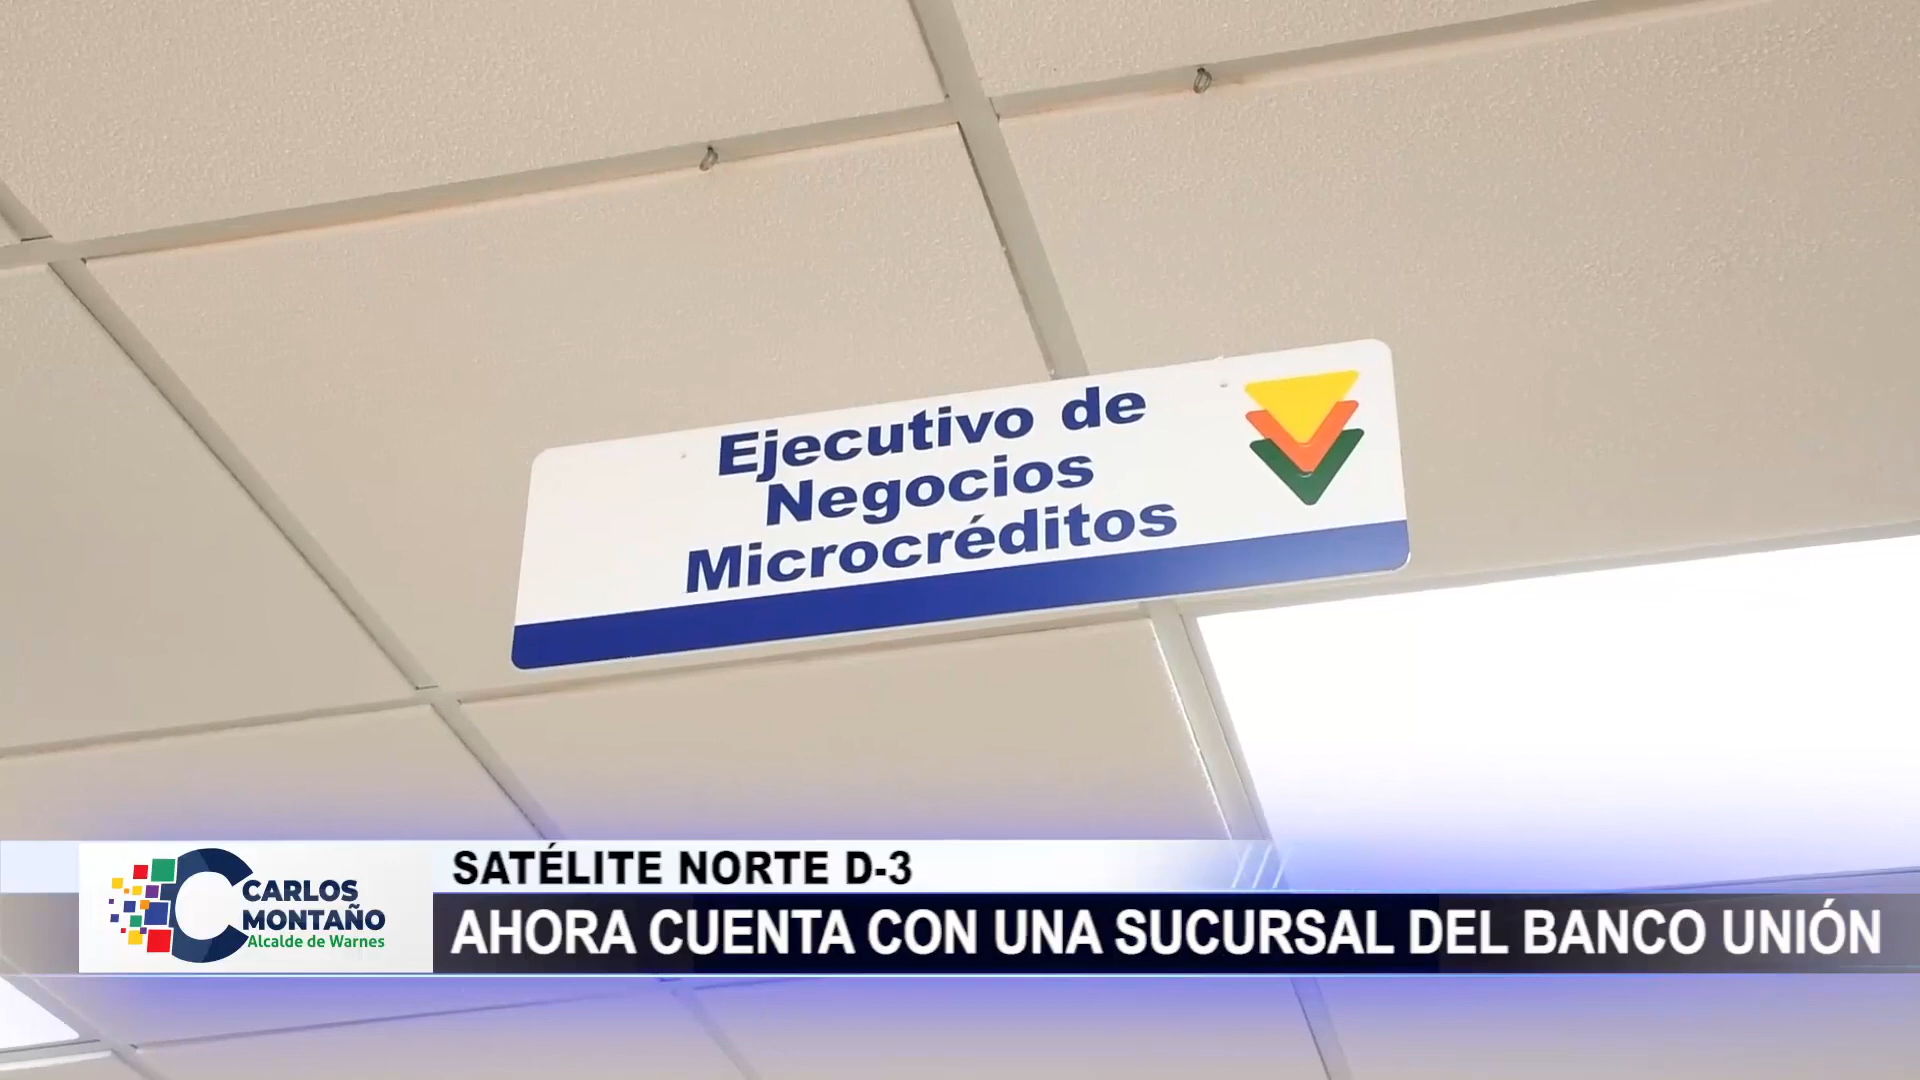 Ejecutivo de
Negocios
Microcréditos
SATÉLITE NORTE D-3
CARLOS
MONTAÑO
Alcalde de Warnes
AHORA CUENTA CON UNA SUCURSAL DEL BANCO UNIÓN